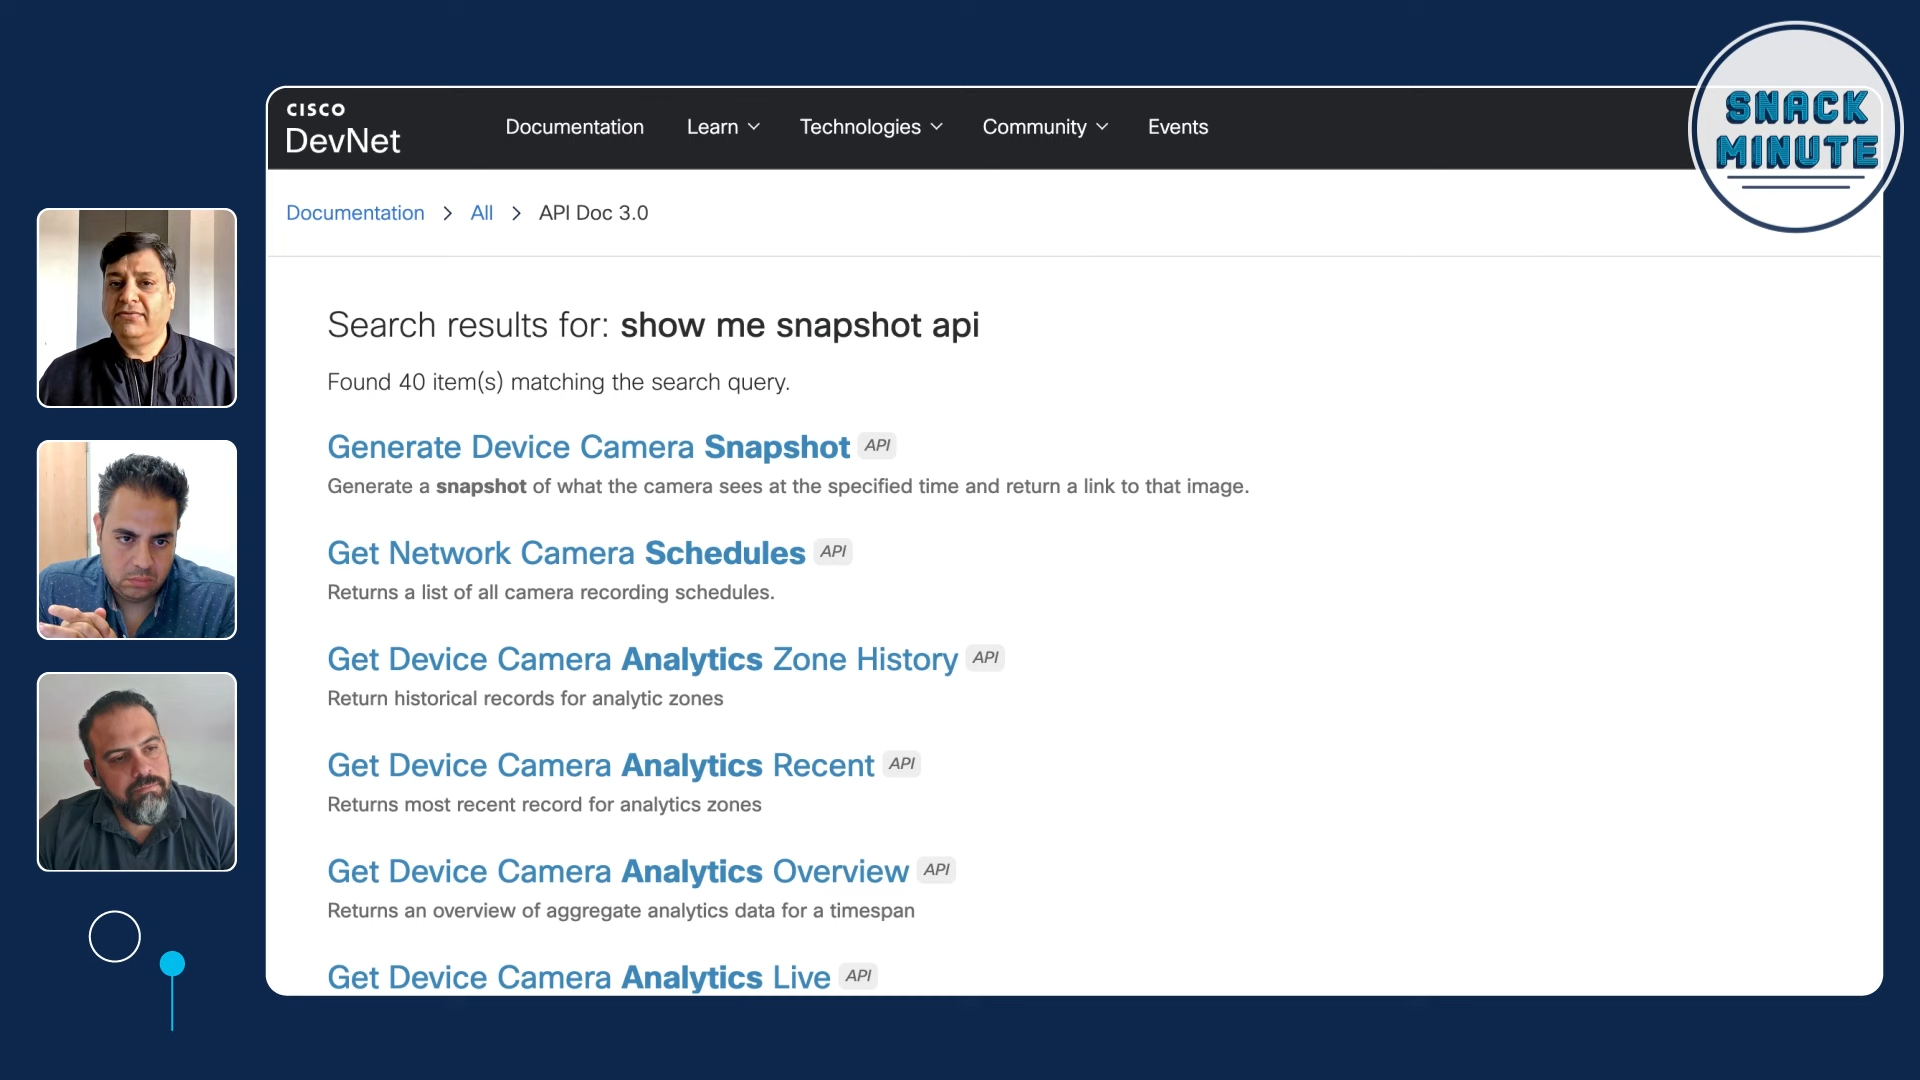 CISCO
DevNet
Documentation Learn Technologies Community Events
SNACK
MINUTE
Documentation > All > API Doc 3.0
Search results for: show me snapshot api
Found 40 item(s) matching the search query.
Generate Device Camera Snapshot API
Generate a snapshot of what the camera sees at the specified time and return a link to that image.
Get Network Camera Schedules API
Returns a list of all camera recording schedules.
Get Device Camera Analytics Zone History API
Return historical records for analytic zones
Get Device Camera Analytics Recent API
Returns most recent record for analytics zones
Get Device Camera Analytics Overview API
Returns an overview of aggregate analytics data for a timespan
Get Device Camera Analytics Live API